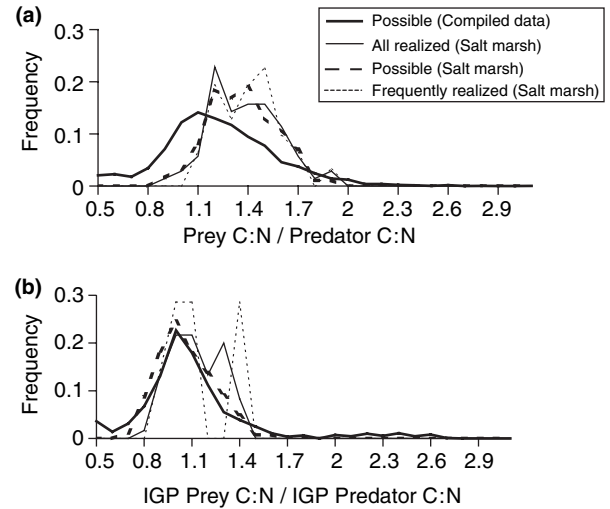 (a)
Possible (Compiled data)
All realized (Salt marsh)
Possible (Salt marsh)
Frequently realized (Salt marsh)
Frequency
0.3
0.2
0.1
0
0.5 0.8 1.1 1.4 1.7 2 2.3 2.6 2.9
Prey C:N / Predator C:N
(b)
Frequency
0.3
0.2
0.1
0
0.5 0.8 1.1 1.4 1.7 2 2.3 2.6 2.9
IGP Prey C:N / IGP Predator C:N